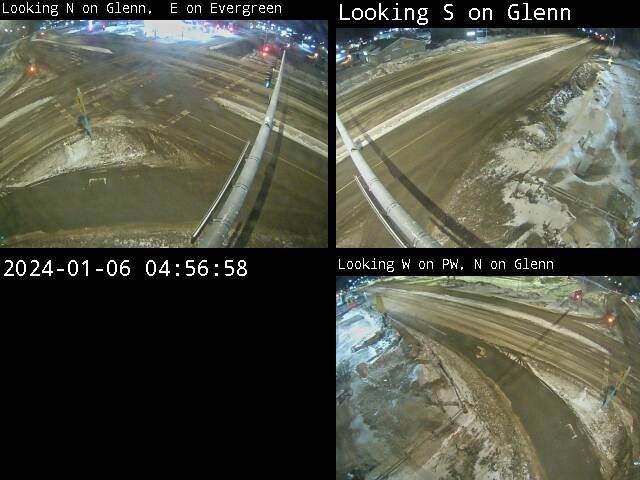 Looking N on Glenn, E on Evergreen
Looking S on Glenn
2024-01-06 04:56:58
Looking W on PW, N on Glenn